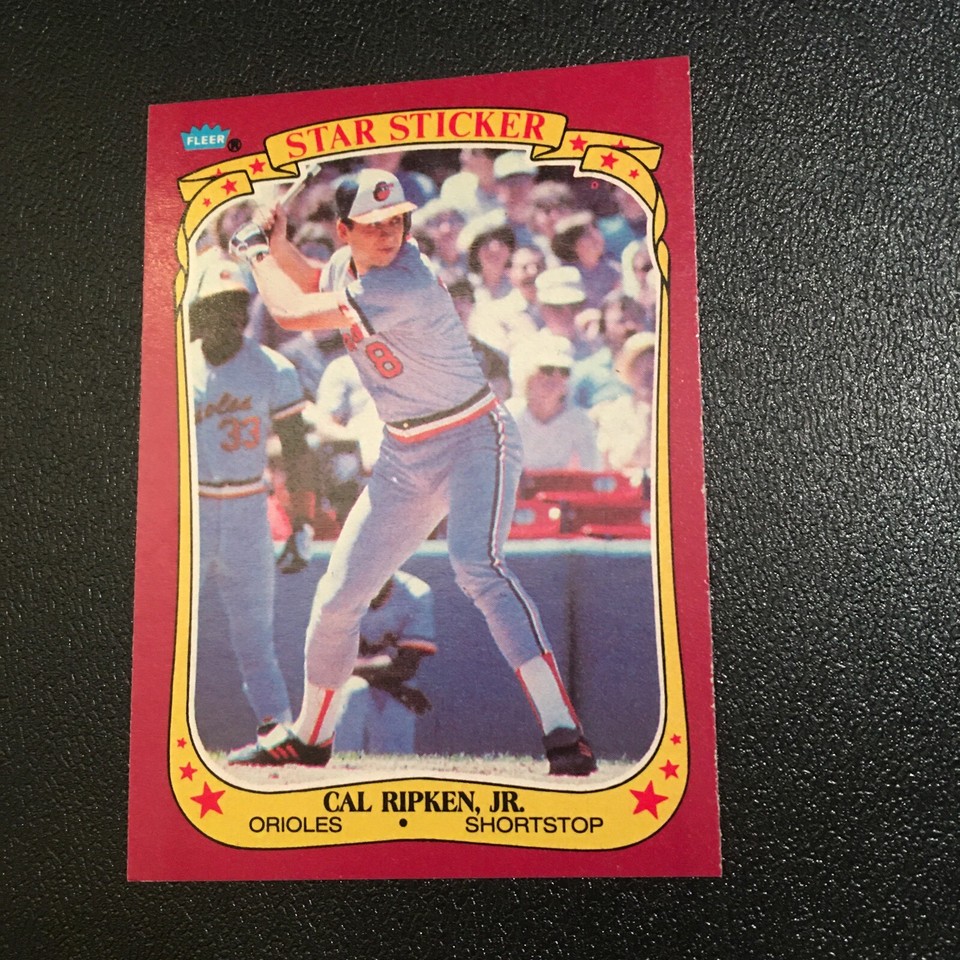 FLEER ®
STAR STICKER
8
33
CAL RIPKEN, JR.
ORIOLES • SHORTSTOP